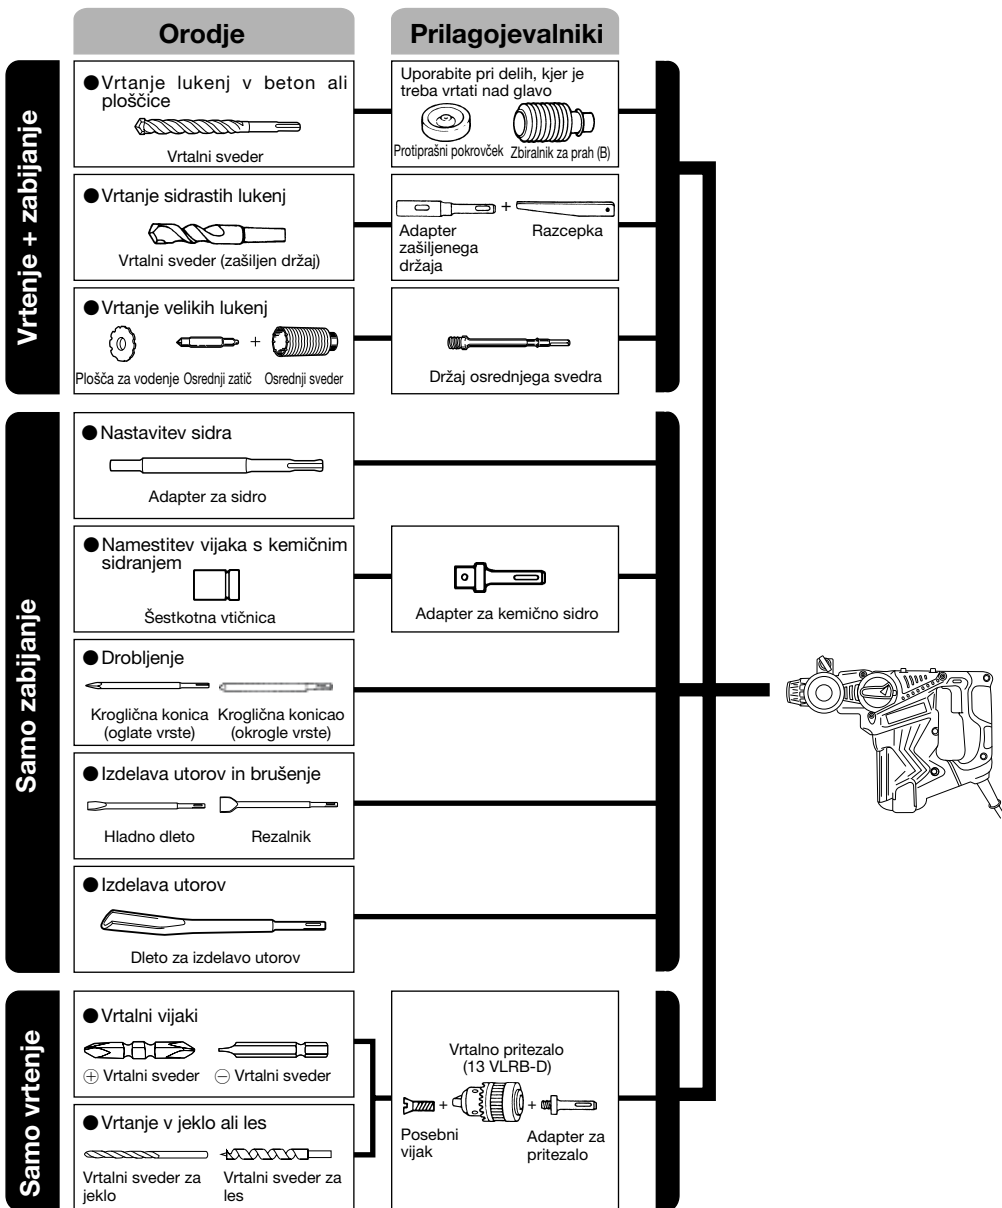 Orodje
Prilagojevalniki
Vrtenje + zabijanje
●Vrtanje lukenj v beton ali
ploščice
Vrtalni sveder
Uporabite pri delih, kjer je
treba vrtati nad glavo
Protiprašni pokrovček
Zbiralnik za prah (B)
●Vrtanje sidrastih lukenj
Vrtalni sveder (zašiljen držaj)
+
Adapter
zašiljenega
držaja
Razcepka
●Vrtanje velikih lukenj
+
Plošča za vodenje
Osrednji zatič
Osrednji sveder
Držaj osrednjega svedra
Samo zabijanje
●Nastavitev sidra
Adapter za sidro
●Namestitev vijaka s kemičnim
sidranjem
Šestkotna vtičnica
Adapter za kemično sidro
●Drobljenje
Kroglična konica
(oglate vrste)
Kroglična konicao
(okrogle vrste)
●Izdelava utorov in brušenje
Hladno dleto
Rezalnik
●Izdelava utorov
Dleto za izdelavo utorov
Samo vrtenje
●Vrtalni vijaki
⊕ Vrtalni sveder
⊖ Vrtalni sveder
●Vrtanje v jeklo ali les
Vrtalni sveder za
jeklo
Vrtalni sveder za
les
Vrtalno pritezalo
(13 VLRB-D)
+ +
Posebni
vijak
Adapter za
pritezalo